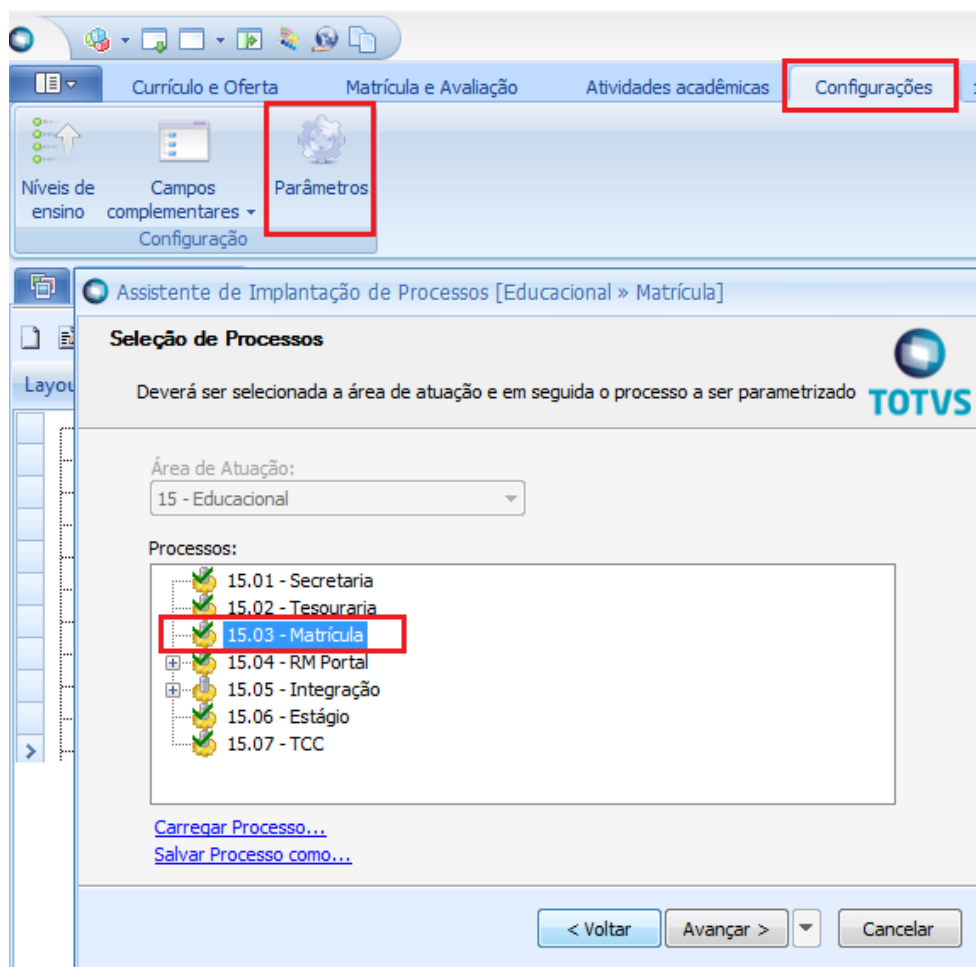 Currículo e Oferta
Matrícula e Avaliação
Atividades acadêmicas
Configurações
Níveis de ensino
Campos complementares
Parâmetros
Configuração
Assistente de Implantação de Processos [Educacional » Matrícula]
Seleção de Processos
Deverá ser selecionada a área de atuação e em seguida o processo a ser parametrizado
TOTVS
Layou
Área de Atuação:
15 - Educacional
Processos:
15.01 - Secretaria
15.02 - Tesouraria
15.03 - Matrícula
15.04 - RM Portal
15.05 - Integração
15.06 - Estágio
15.07 - TCC
Carregar Processo...
Salvar Processo como...
< Voltar
Avançar >
Cancelar